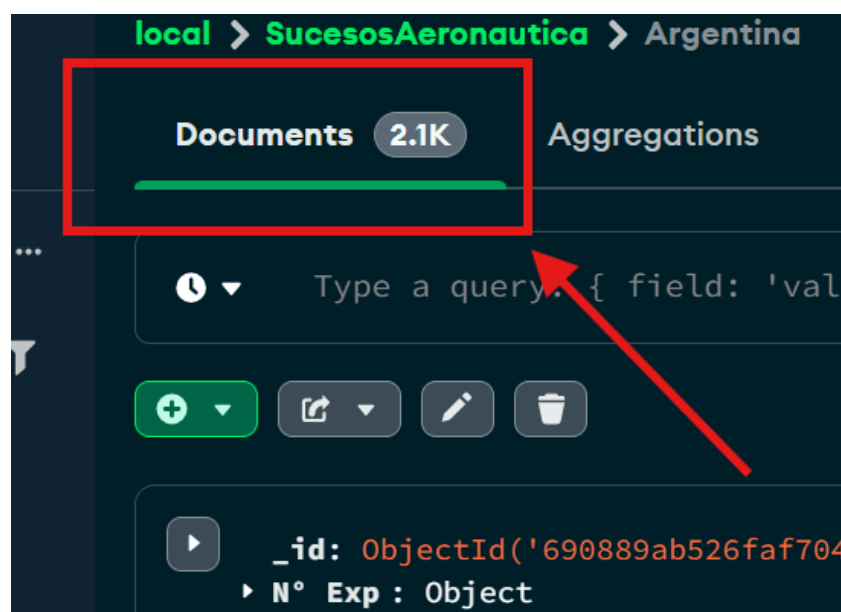 local > SucesosAeronautica > Argentina
Documents 2.1K Aggregations
Type a query: { field: 'val
_id: ObjectId('690889ab526faf704
N° Exp : Object